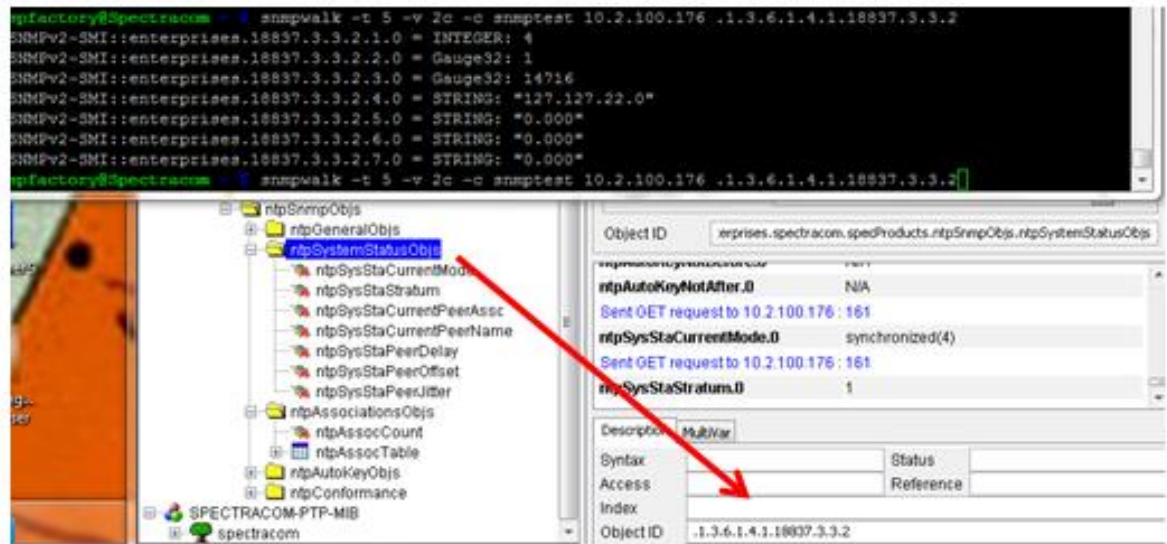 spfactory@Spectracom ~ $ snmpwalk -t 5 -v 2c -c snmptest 10.2.100.176 .1.3.6.1.4.1.18837.3.3.2
SNMPv2-SMI::enterprises.18837.3.3.2.1.0 = INTEGER: 4
SNMPv2-SMI::enterprises.18837.3.3.2.2.0 = Gauge32: 1
SNMPv2-SMI::enterprises.18837.3.3.2.3.0 = Gauge32: 14716
SNMPv2-SMI::enterprises.18837.3.3.2.4.0 = STRING: "127.127.22.0"
SNMPv2-SMI::enterprises.18837.3.3.2.5.0 = STRING: "0.000"
SNMPv2-SMI::enterprises.18837.3.3.2.6.0 = STRING: "0.000"
SNMPv2-SMI::enterprises.18837.3.3.2.7.0 = STRING: "0.000"
spfactory@Spectracom ~ $ snmpwalk -t 5 -v 2c -c snmptest 10.2.100.176 .1.3.6.1.4.1.18837.3.3.2
ntpSnmpObjs
ntpGeneralObjs
ntpSystemStatusObjs
ntpSysStaCurrentMode
ntpSysStaStratum
ntpSysStaCurrentPeerAssc
ntpSysStaCurrentPeerName
ntpSysStaPeerDelay
ntpSysStaPeerOffset
ntpSysStaPeerJitter
ntpAssociationsObjs
ntpAssocCount
ntpAssocTable
ntpAutoKeyObjs
ntpConformance
SPECTRACOM-PTP-MIB
spectracom
Object ID erprises.spectracom.specProducts.ntpSnmpObjs.ntpSystemStatusObjs
ntpAutoKeyNotAfter.0 N/A
Sent GET request to 10.2.100.176 : 161
ntpSysStaCurrentMode.0 synchronized(4)
Sent GET request to 10.2.100.176 : 161
ntpSysStaStratum.0 1
Description MultiVar
Syntax Status
Access Reference
Index
Object ID .1.3.6.1.4.1.18837.3.3.2